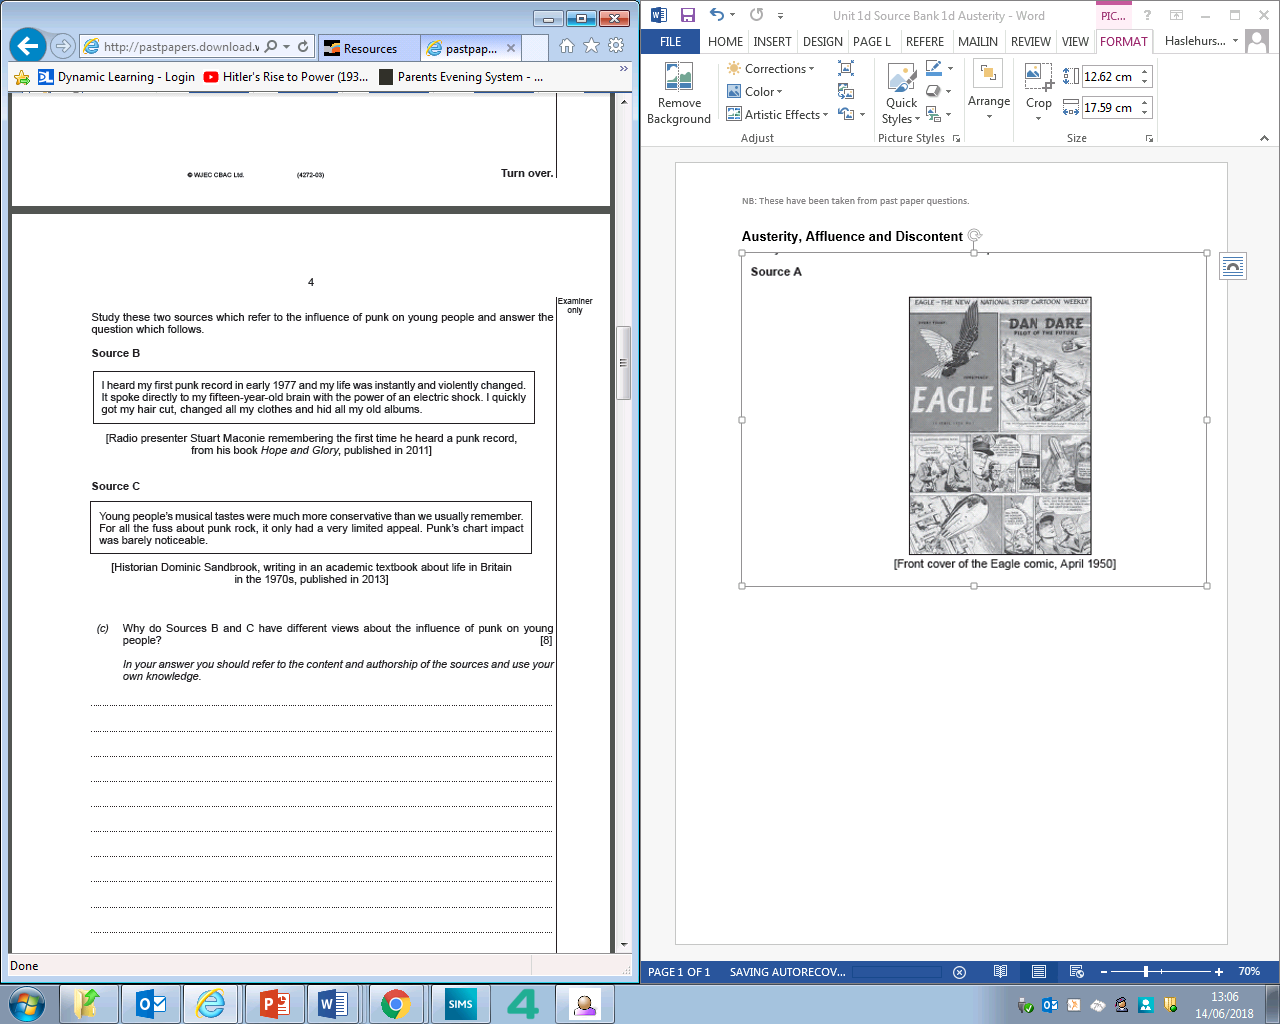 http://pastpapers.download.w
Resources
pastpap...
Dynamic Learning - Login
Hitler's Rise to Power (193...
Parents Evening System - ...
© WJEC CBAC Ltd.
(4272-03)
Turn over.
4
Examiner
only
Study these two sources which refer to the influence of punk on young people and answer the
question which follows.
Source B
I heard my first punk record in early 1977 and my life was instantly and violently changed.
It spoke directly to my fifteen-year-old brain with the power of an electric shock. I quickly
got my hair cut, changed all my clothes and hid all my old albums.
[Radio presenter Stuart Maconie remembering the first time he heard a punk record,
from his book Hope and Glory, published in 2011]
Source C
Young people's musical tastes were much more conservative than we usually remember.
For all the fuss about punk rock, it only had a very limited appeal. Punk's chart impact
was barely noticeable.
[Historian Dominic Sandbrook, writing in an academic textbook about life in Britain
in the 1970s, published in 2013]
(c) Why do Sources B and C have different views about the influence of punk on young
people? [8]
In your answer you should refer to the content and authorship of the sources and use your
own knowledge.
Done
Unit 1d Source Bank 1d Austerity - Word
PIC...
?
FILE
HOME
INSERT
DESIGN
PAGE L
REFERE
MAILIN
REVIEW
VIEW
FORMAT
Haslehurs...
Remove
Background
Corrections
Color
Artistic Effects
Adjust
Quick
Styles
Picture Styles
Arrange
Crop
12.62 cm
17.59 cm
Size
NB: These have been taken from past paper questions.
Austerity, Affluence and Discontent
Source A
EAGLE - THE NEW NATIONAL STRIP CARTOON WEEKLY
DAN DARE
PILOT OF THE FUTURE
EAGLE
[Front cover of the Eagle comic, April 1950]
PAGE 1 OF 1
SAVING AUTORECOV...
70%
SIMS
4
13:06
14/06/2018